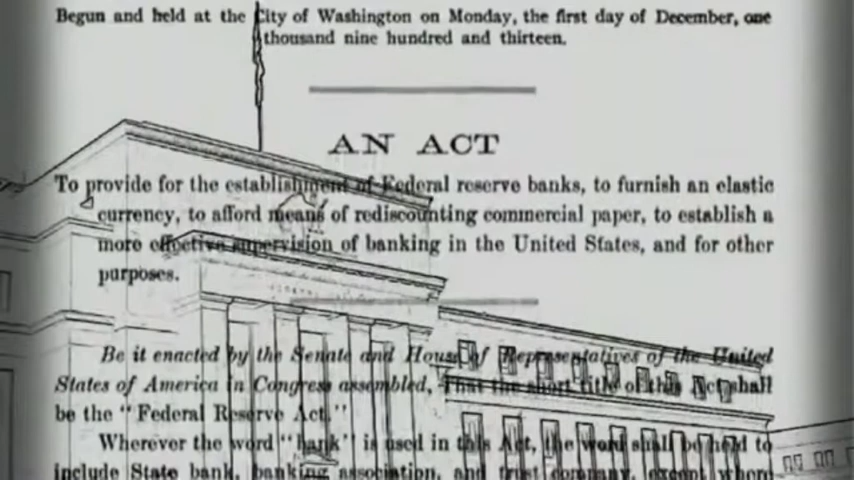 Begun and held at the City of Washington on Monday, the first day of December, one
thousand nine hundred and thirteen.
AN ACT
To provide for the establishment of Federal reserve banks, to furnish an elastic
currency, to afford means of rediscounting commercial paper, to establish a
more effective supervision of banking in the United States, and for other
purposes.
Be it enacted by the Senate and House of Representatives of the United
States of America in Congress assembled, That the short title of this Act shall
be the "Federal Reserve Act."
Wherever the word "bank" is used in this Act, the word shall be held to
include State bank, banking association, and trust company, except where